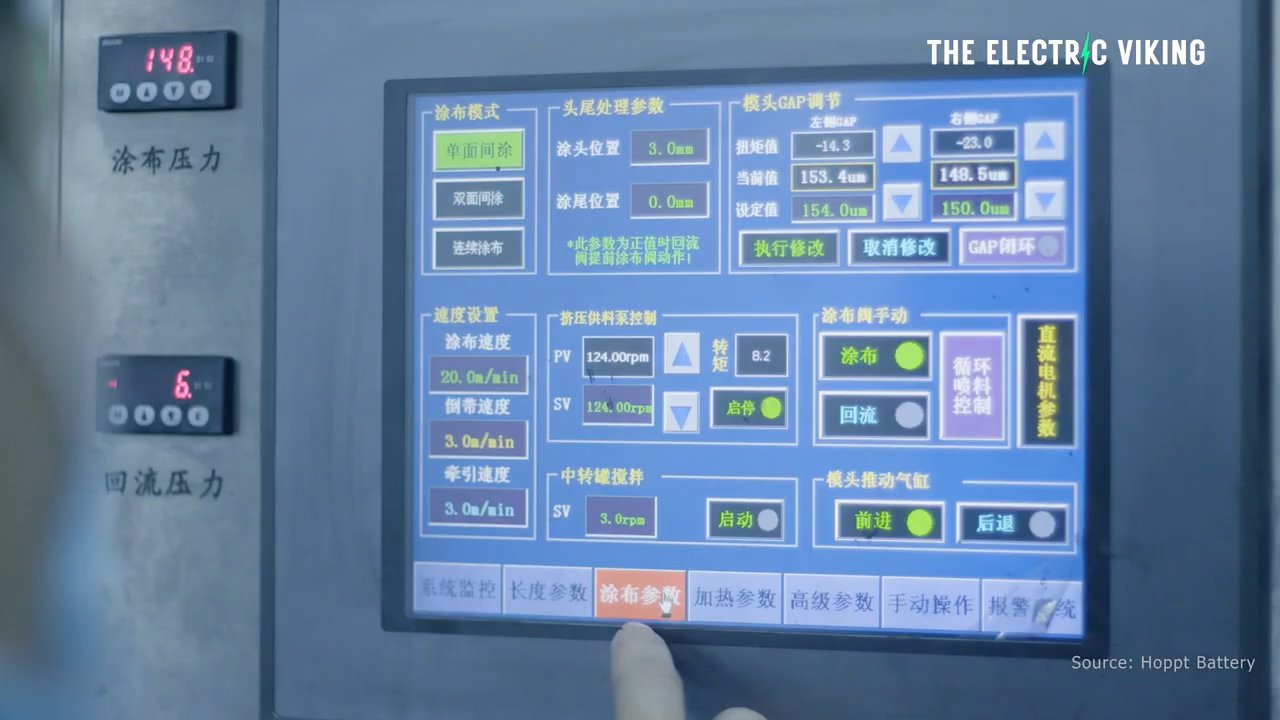 THE ELECTRIC VIKING
148.
涂布压力
6.
回流压力
涂布模式
单面间涂
双面间涂
连续涂布
头尾处理参数
涂头位置 3.0mm
涂尾位置 0.0mm
*此参数为正值时回流
阀提前涂布阀动作!
模头GAP调节
左侧GAP 右侧GAP
扭矩值 -14.3 -23.0
当前值 153.4um 148.5um
设定值 154.0um 150.0um
执行修改 取消修改 GAP闭环
速度设置
涂布速度
20.0m/min
倒带速度
3.0m/min
牵引速度
3.0m/min
挤压供料泵控制
PV 124.00rpm 转矩 8.2
SV 124.00rpm 启停
中转罐搅拌
SV 3.0rpm 启动
涂布阀手动
涂布
回流
循环
喷料
控制
直流电机参数
模头推动气缸
前进 后退
系统监控 长度参数 涂布参数 加热参数 高级参数 手动操作 报警系统
Source: Hoppt Battery